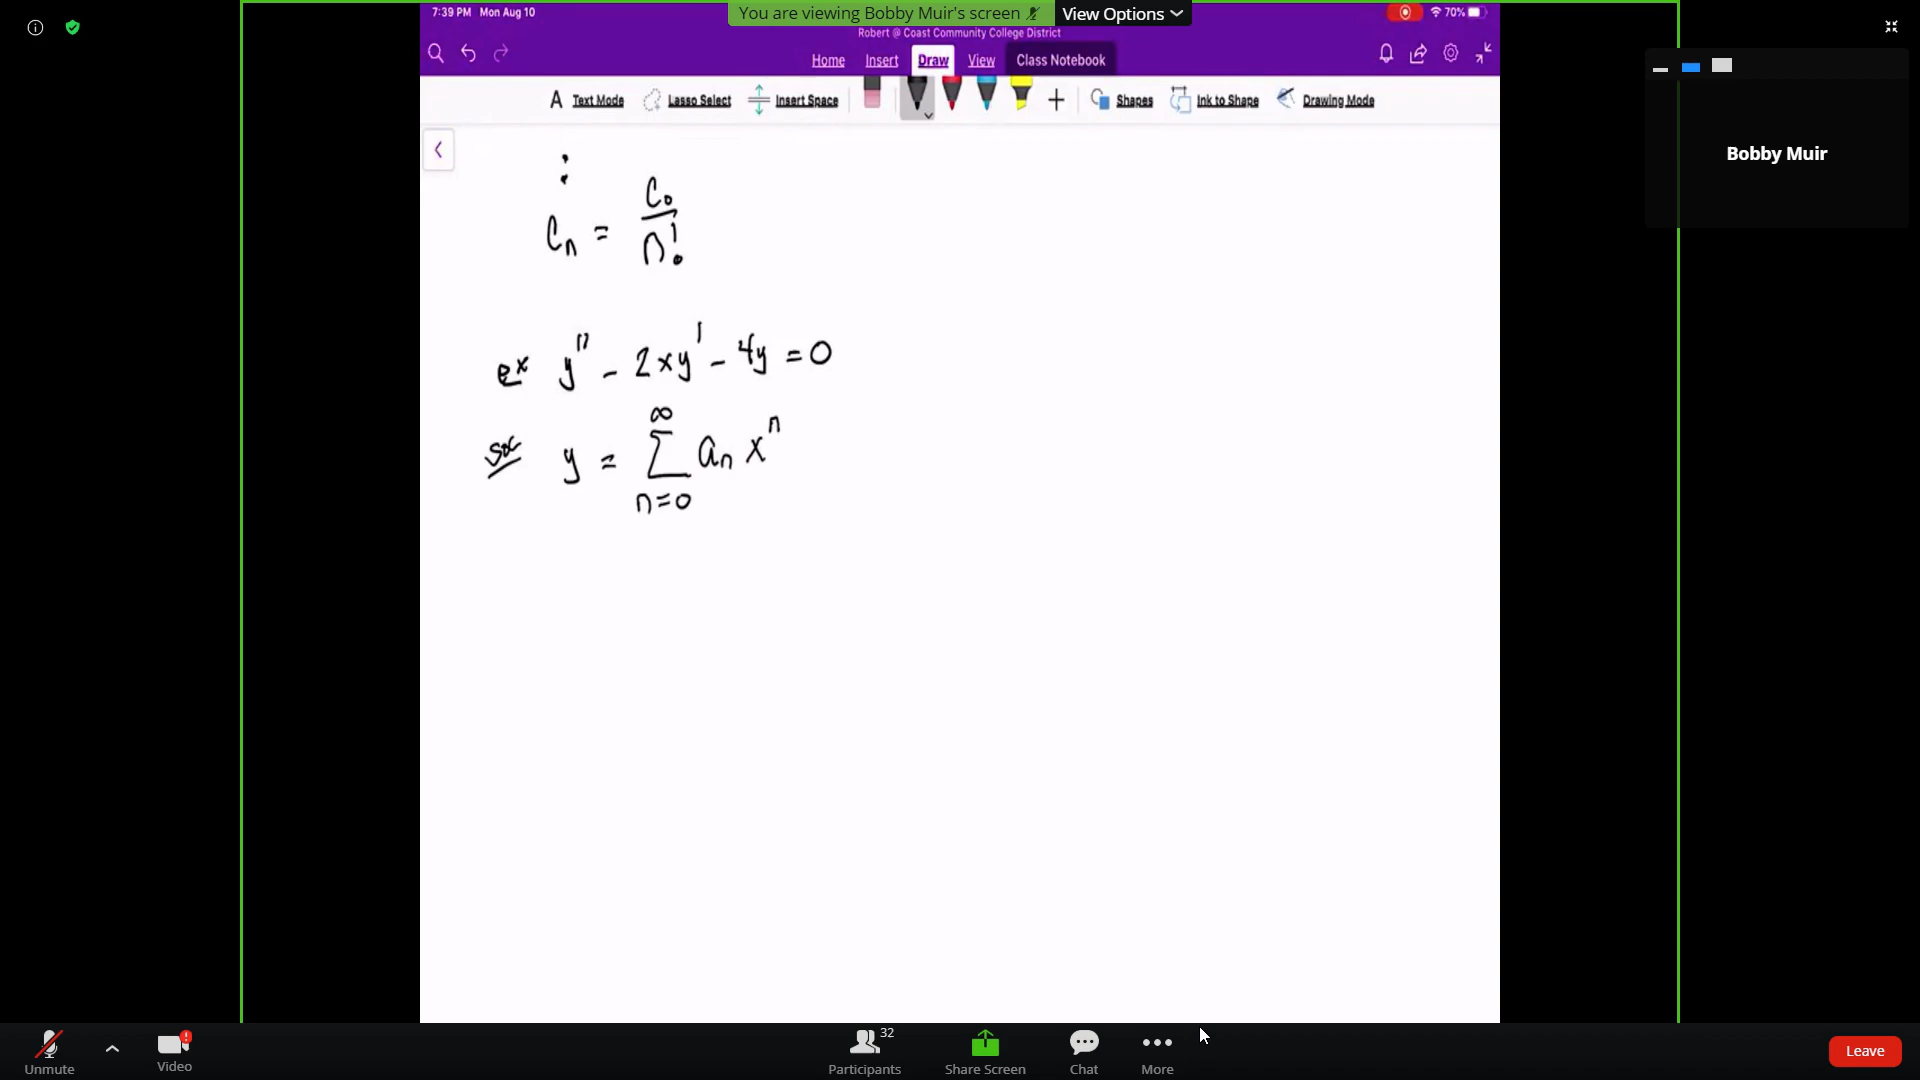 7:39 PM Mon Aug 10
You are viewing Bobby Muir's screen
View Options
70%
Robert @ Coast Community College District
Home Insert Draw View Class Notebook
A Text Mode Lasso Select Insert Space + Shapes Ink to Shape Drawing Mode
Bobby Muir
⋮
Cn = C0/n!
ex y'' - 2xy' - 4y = 0
sol y = ∑ an x^n
∞
n=0
32
Unmute Video Participants Share Screen Chat More Leave